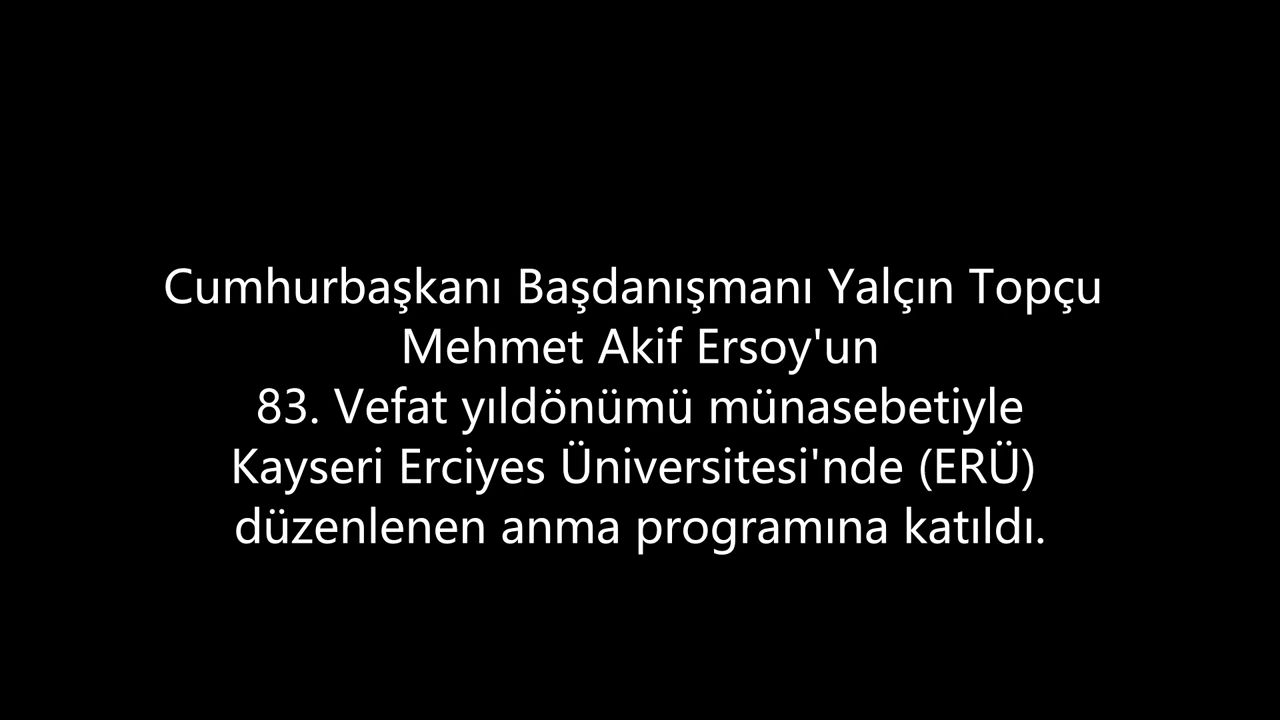 Cumhurbaşkanı Başdanışmanı Yalçın Topçu
Mehmet Akif Ersoy'un
83. Vefat yıldönümü münasebetiyle
Kayseri Erciyes Üniversitesi'nde (ERÜ)
düzenlenen anma programına katıldı.